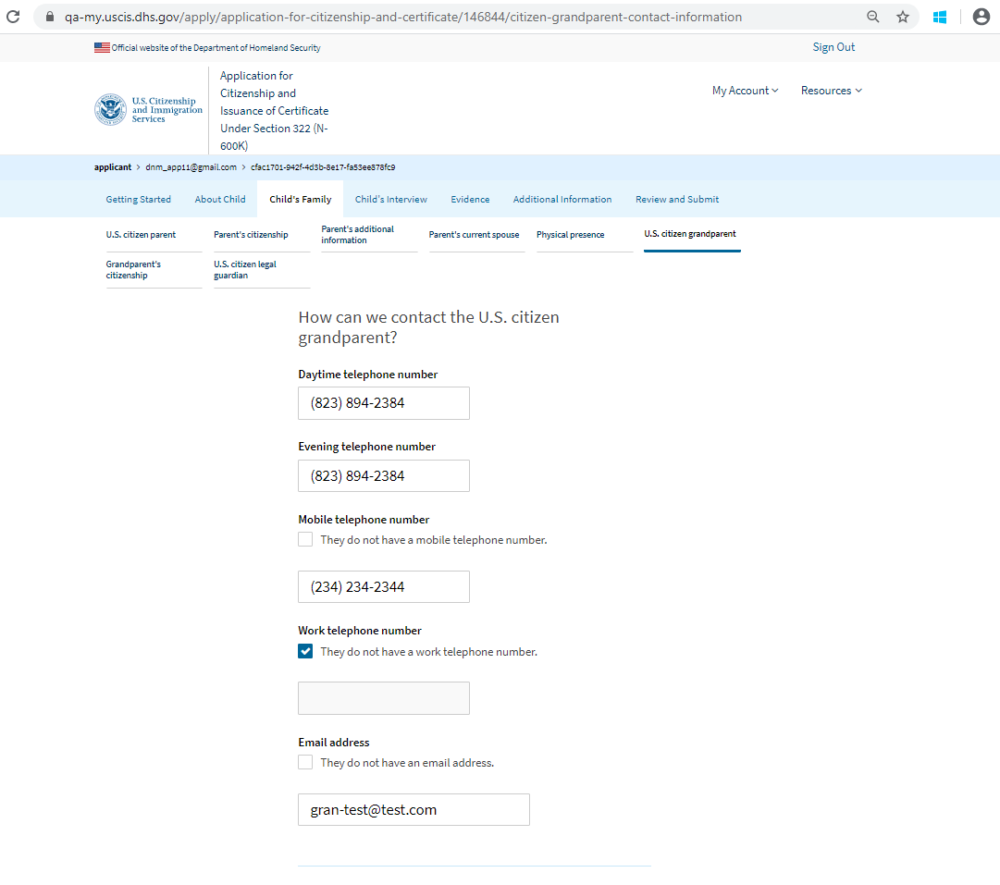 qa-my.uscis.dhs.gov/apply/application-for-citizenship-and-certificate/146844/citizen-grandparent-contact-information
Official website of the Department of Homeland Security
Sign Out
U.S. Citizenship
and Immigration
Services
Application for
Citizenship and
Issuance of Certificate
Under Section 322 (N-
600K)
My Account
Resources
applicant > dnm_app11@gmail.com > cfac1701-942f-4d3b-8e17-fa53ee878fc9
Getting Started
About Child
Child's Family
Child's Interview
Evidence
Additional Information
Review and Submit
U.S. citizen parent
Parent's citizenship
Parent's additional
information
Parent's current spouse
Physical presence
U.S. citizen grandparent
Grandparent's
citizenship
U.S. citizen legal
guardian
How can we contact the U.S. citizen
grandparent?
Daytime telephone number
(823) 894-2384
Evening telephone number
(823) 894-2384
Mobile telephone number
They do not have a mobile telephone number.
(234) 234-2344
Work telephone number
They do not have a work telephone number.
Email address
They do not have an email address.
gran-test@test.com